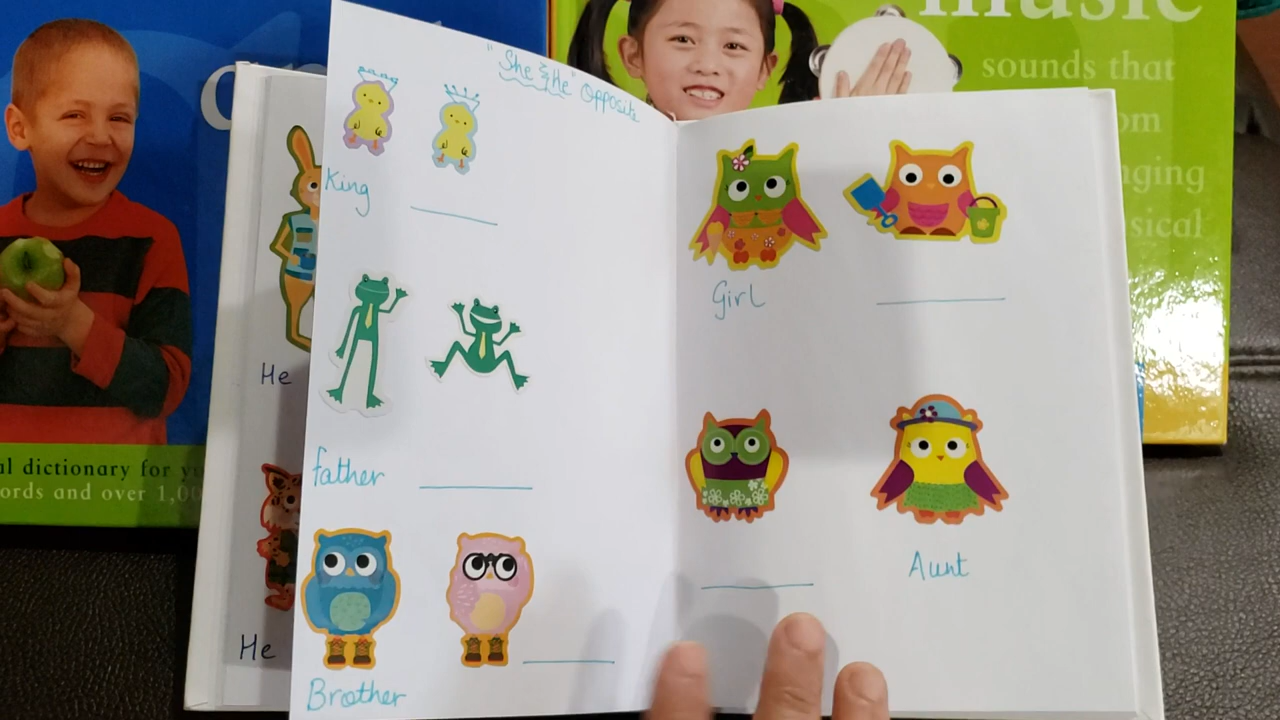 "She & He" Opposite
King
father
Brother
Girl
Aunt
He
He
music
sounds that
om
nging
sical
al dictionary for yo
ords and over 1,00